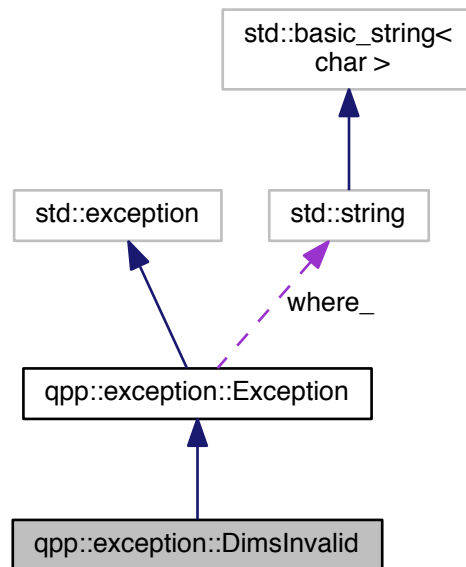 std::basic_string<
char >
std::exception
std::string
where_
qpp::exception::Exception
qpp::exception::DimsInvalid